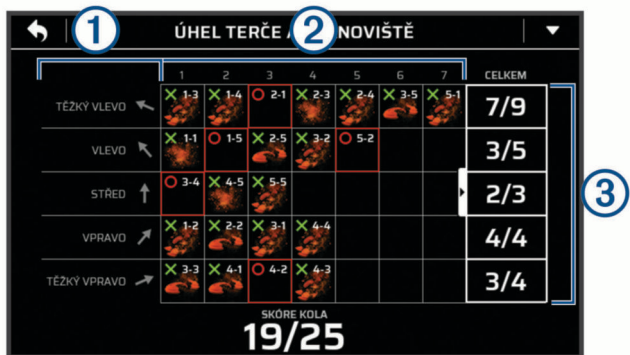 1 2 3
ÚHEL TERČE A NOVIŠTĚ
1 2 3 4 5 6 7 CELKEM
TĚŽKÝ VLEVO 1-3 1-4 2-1 2-3 2-4 3-5 5-1 7/9
VLEVO 1-1 1-5 2-5 3-2 5-2 3/5
STŘED 3-4 4-5 5-5 2/3
VPRAVO 1-2 2-2 3-1 4-4 4/4
TĚŽKÝ VPRAVO 3-3 4-1 4-2 4-3 3/4
SKÓRE KOLA
19/25